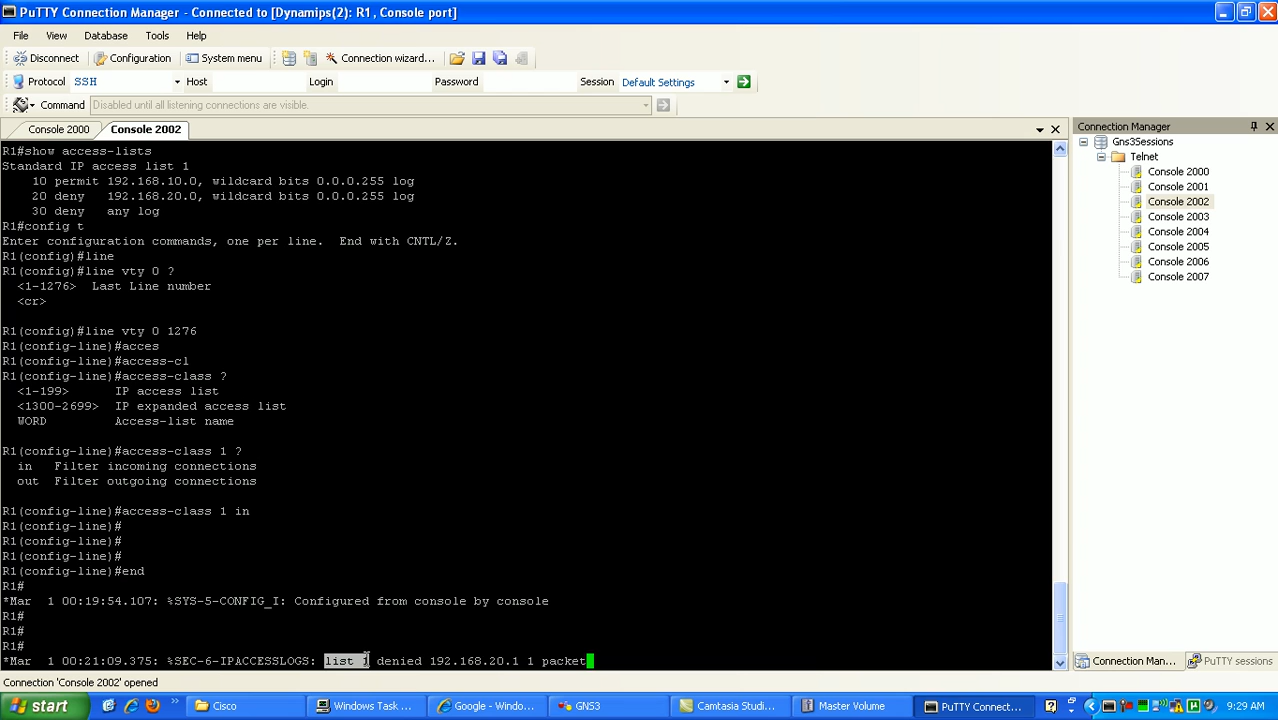 PuTTY Connection Manager - Connected to [Dynamips(2): R1 , Console port]
File View Database Tools Help
Disconnect Configuration System menu Connection wizard...
Protocol SSH Host Login Password Session Default Settings
Command Disabled until all listening connections are visible.
Console 2000 Console 2002
R1#show access-lists
Standard IP access list 1
10 permit 192.168.10.0, wildcard bits 0.0.0.255 log
20 deny 192.168.20.0, wildcard bits 0.0.0.255 log
30 deny any log
R1#config t
Enter configuration commands, one per line. End with CNTL/Z.
R1(config)#line
R1(config)#line vty 0 ?
<1-1276> Last Line number
<cr>
R1(config)#line vty 0 1276
R1(config-line)#acces
R1(config-line)#access-cl
R1(config-line)#access-class ?
<1-199> IP access list
<1300-2699> IP expanded access list
WORD Access-list name
R1(config-line)#access-class 1 ?
in Filter incoming connections
out Filter outgoing connections
R1(config-line)#access-class 1 in
R1(config-line)#
R1(config-line)#
R1(config-line)#
R1(config-line)#end
R1#
*Mar 1 00:19:54.107: %SYS-5-CONFIG_I: Configured from console by console
R1#
R1#
R1#
*Mar 1 00:21:09.375: %SEC-6-IPACCESSLOGS: list 1 denied 192.168.20.1 1 packet
Connection Manager
Gns3Sessions
Telnet
Console 2000
Console 2001
Console 2002
Console 2003
Console 2004
Console 2005
Console 2006
Console 2007
Connection Man... PuTTY sessions
Connection 'Console 2002' opened
start Cisco Windows Task ... Google - Windo... GNS3 Camtasia Studi... Master Volume PuTTY Connect... 9:29 AM